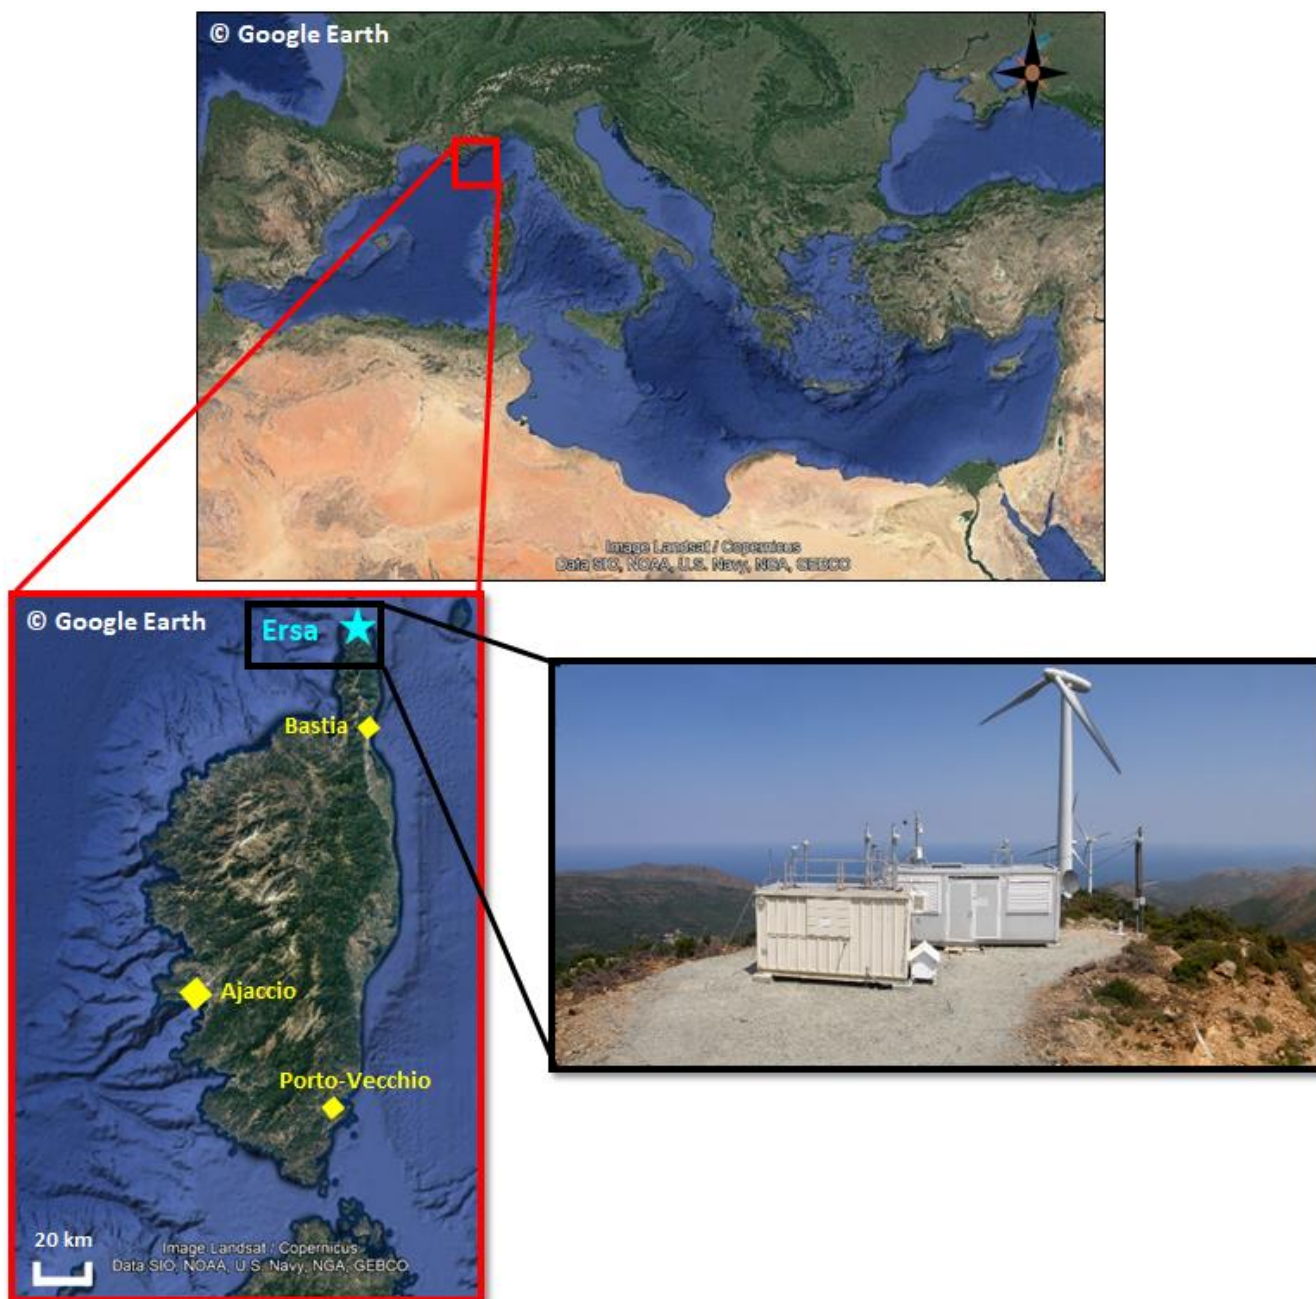 © Google Earth
N
Image Landsat / Copernicus
Data SIO, NOAA, U.S. Navy, NGA, GEBCO
© Google Earth
Ersa
Bastia
Ajaccio
Porto-Vecchio
20 km
Image Landsat / Copernicus
Data SIO, NOAA, U.S. Navy, NGA, GEBCO